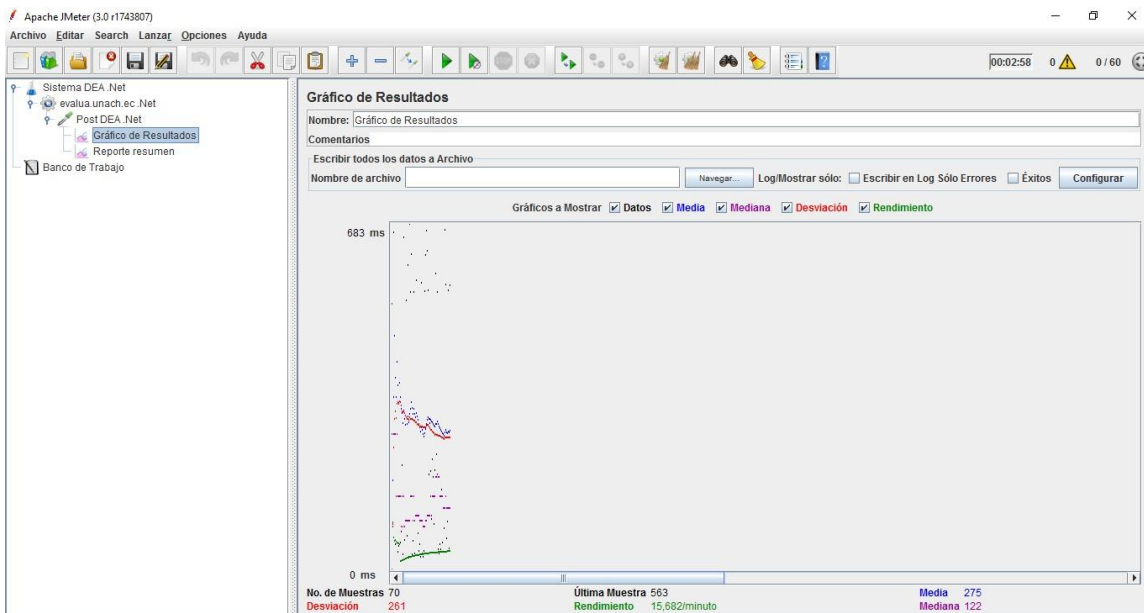 Apache JMeter (3.0 r1743807)
Archivo Editar Search Lanzar Opciones Ayuda
00:02:58 0 0 / 60
Sistema DEA .Net
evalua.unach.ec .Net
Post DEA .Net
Gráfico de Resultados
Reporte resumen
Banco de Trabajo
Gráfico de Resultados
Nombre: Gráfico de Resultados
Comentarios
Escribir todos los datos a Archivo
Nombre de archivo Navegar... Log/Mostrar sólo: Escribir en Log Sólo Errores Éxitos Configurar
Gráficos a Mostrar Datos Media Mediana Desviación Rendimiento
683 ms
0 ms
No. de Muestras 70 Última Muestra 563 Media 275
Desviación 261 Rendimiento 15,682/minuto Mediana 122